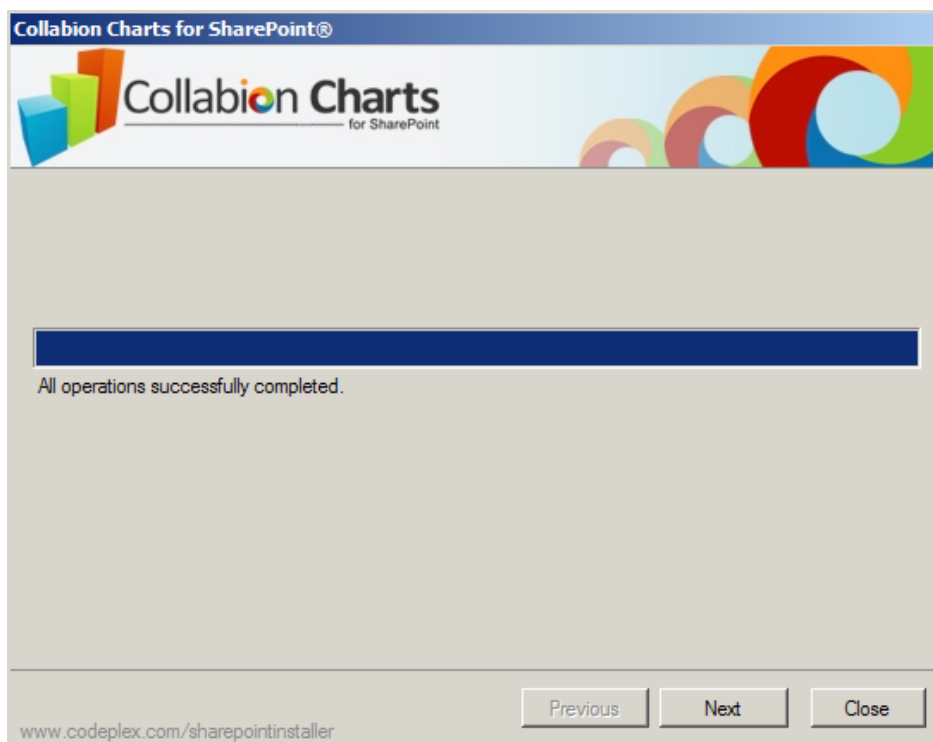 Collabion Charts for SharePoint®
Collabion Charts
for SharePoint
All operations successfully completed.
Previous
Next
Close
www.codeplex.com/sharepointinstaller